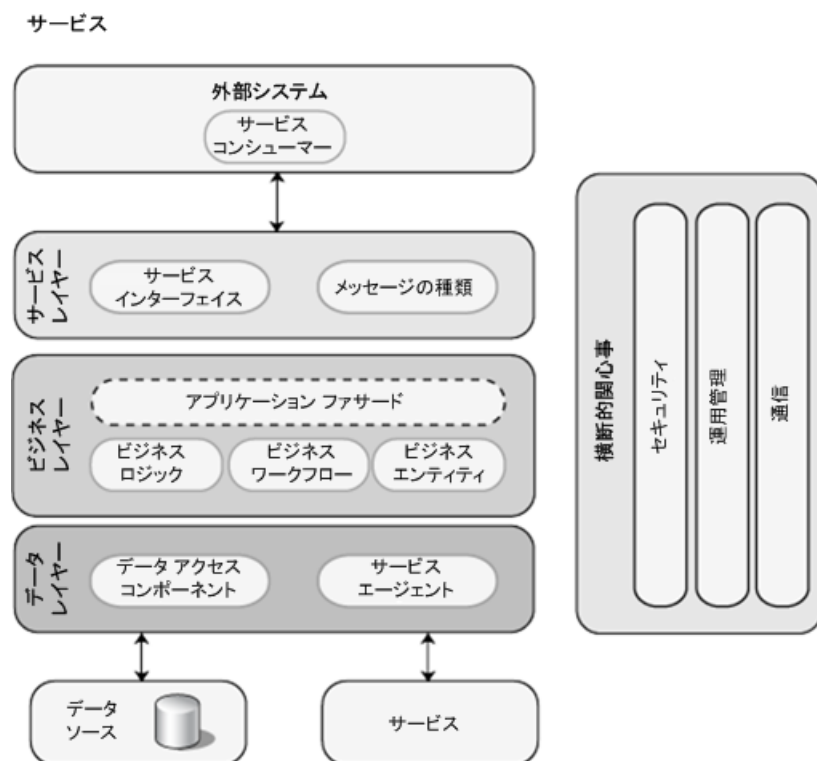 サービス
外部システム
サービス
コンシューマー
サービス
レイヤー
サービス
インターフェイス
メッセージの種類
ビジネス
レイヤー
アプリケーション ファサード
ビジネス
ロジック
ビジネス
ワークフロー
ビジネス
エンティティ
データ
レイヤー
データ アクセス
コンポーネント
サービス
エージェント
データ
ソース
サービス
横断的関心事
セキュリティ
運用管理
通信